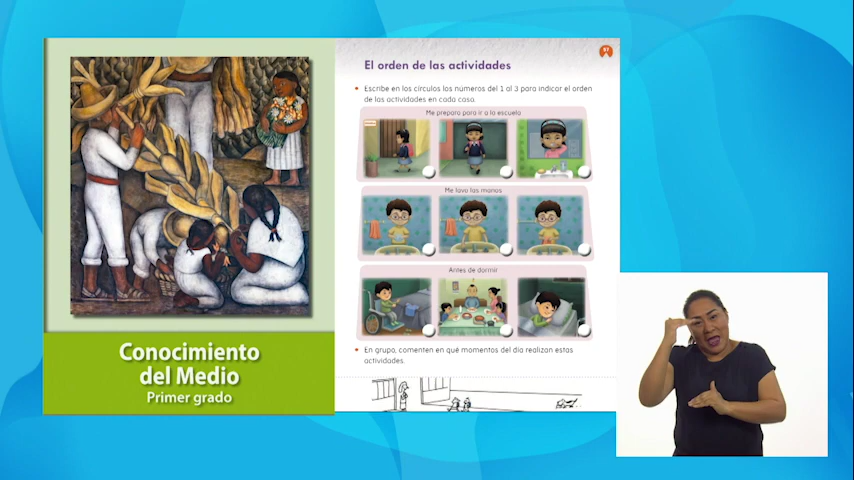 Conocimiento
del Medio
Primer grado
57
El orden de las actividades
Escribe en los círculos los números del 1 al 3 para indicar el orden
de las actividades en cada caso.
Me preparo para ir a la escuela
Me lavo las manos
Antes de dormir
En grupo, comenten en qué momentos del día realizan estas
actividades.